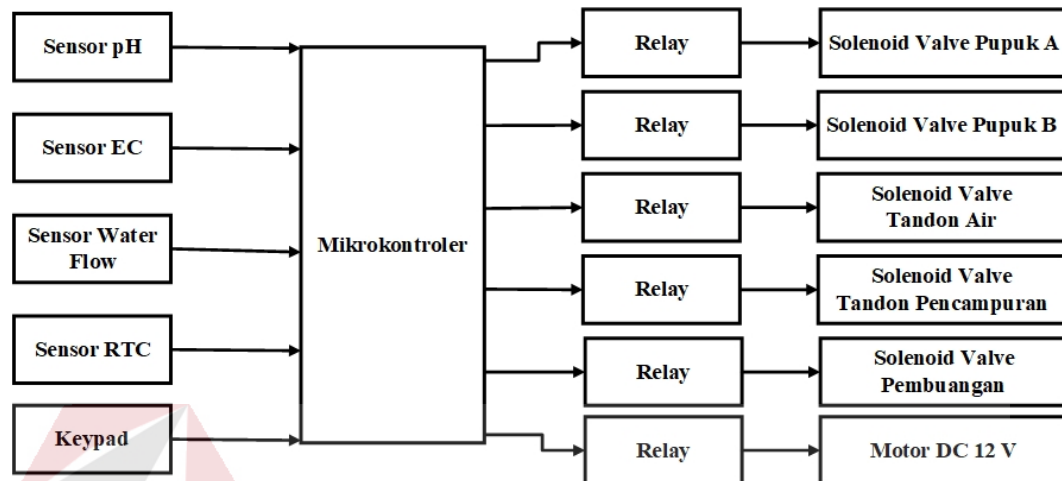 Sensor pH
Sensor EC
Sensor Water
Flow
Sensor RTC
Keypad
Mikrokontroler
Relay
Solenoid Valve Pupuk A
Relay
Solenoid Valve Pupuk B
Relay
Solenoid Valve
Tandon Air
Relay
Solenoid Valve
Tandon Pencampuran
Relay
Solenoid Valve
Pembuangan
Relay
Motor DC 12 V